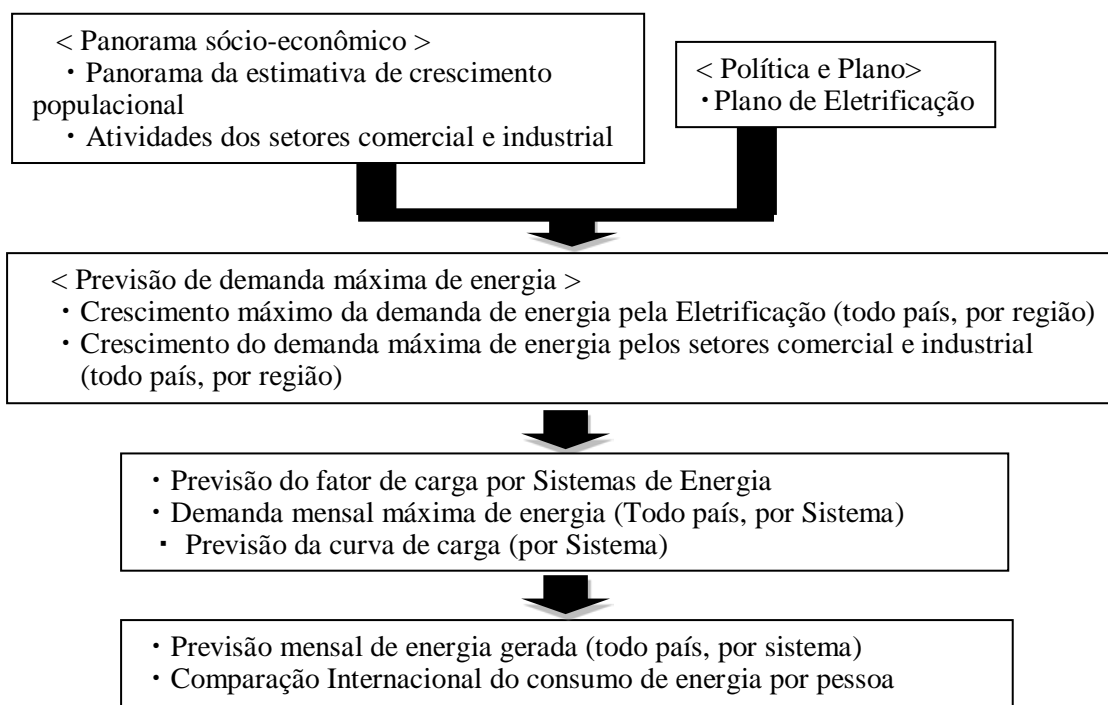 < Panorama sócio-econômico >
・Panorama da estimativa de crescimento
populacional
・Atividades dos setores comercial e industrial
< Política e Plano>
・Plano de Eletrificação
< Previsão de demanda máxima de energia >
・Crescimento máximo da demanda de energia pela Eletrificação (todo país, por região)
・Crescimento do demanda máxima de energia pelos setores comercial e industrial
(todo país, por região)
・Previsão do fator de carga por Sistemas de Energia
・Demanda mensal máxima de energia (Todo país, por Sistema)
・Previsão da curva de carga (por Sistema)
・Previsão mensal de energia gerada (todo país, por sistema)
・Comparação Internacional do consumo de energia por pessoa